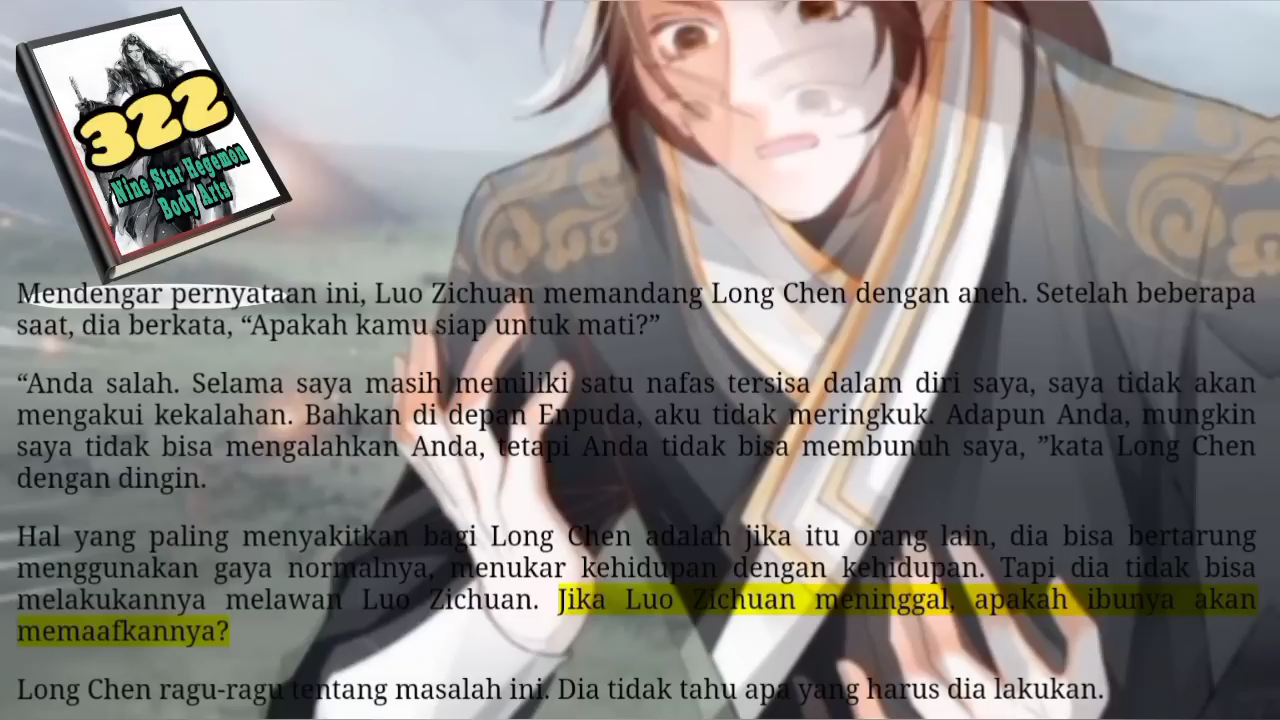 322
Nine Star Hegemon
Body Arts
Mendengar pernyataan ini, Luo Zichuan memandang Long Chen dengan aneh. Setelah beberapa
saat, dia berkata, “Apakah kamu siap untuk mati?”
“Anda salah. Selama saya masih memiliki satu nafas tersisa dalam diri saya, saya tidak akan
mengakui kekalahan. Bahkan di depan Enpuda, aku tidak meringkuk. Adapun Anda, mungkin
saya tidak bisa mengalahkan Anda, tetapi Anda tidak bisa membunuh saya, ”kata Long Chen
dengan dingin.
Hal yang paling menyakitkan bagi Long Chen adalah jika itu orang lain, dia bisa bertarung
menggunakan gaya normalnya, menukar kehidupan dengan kehidupan. Tapi dia tidak bisa
melakukannya melawan Luo Zichuan. Jika Luo Zichuan meninggal, apakah ibunya akan
memaafkannya?
Long Chen ragu-ragu tentang masalah ini. Dia tidak tahu apa yang harus dia lakukan.